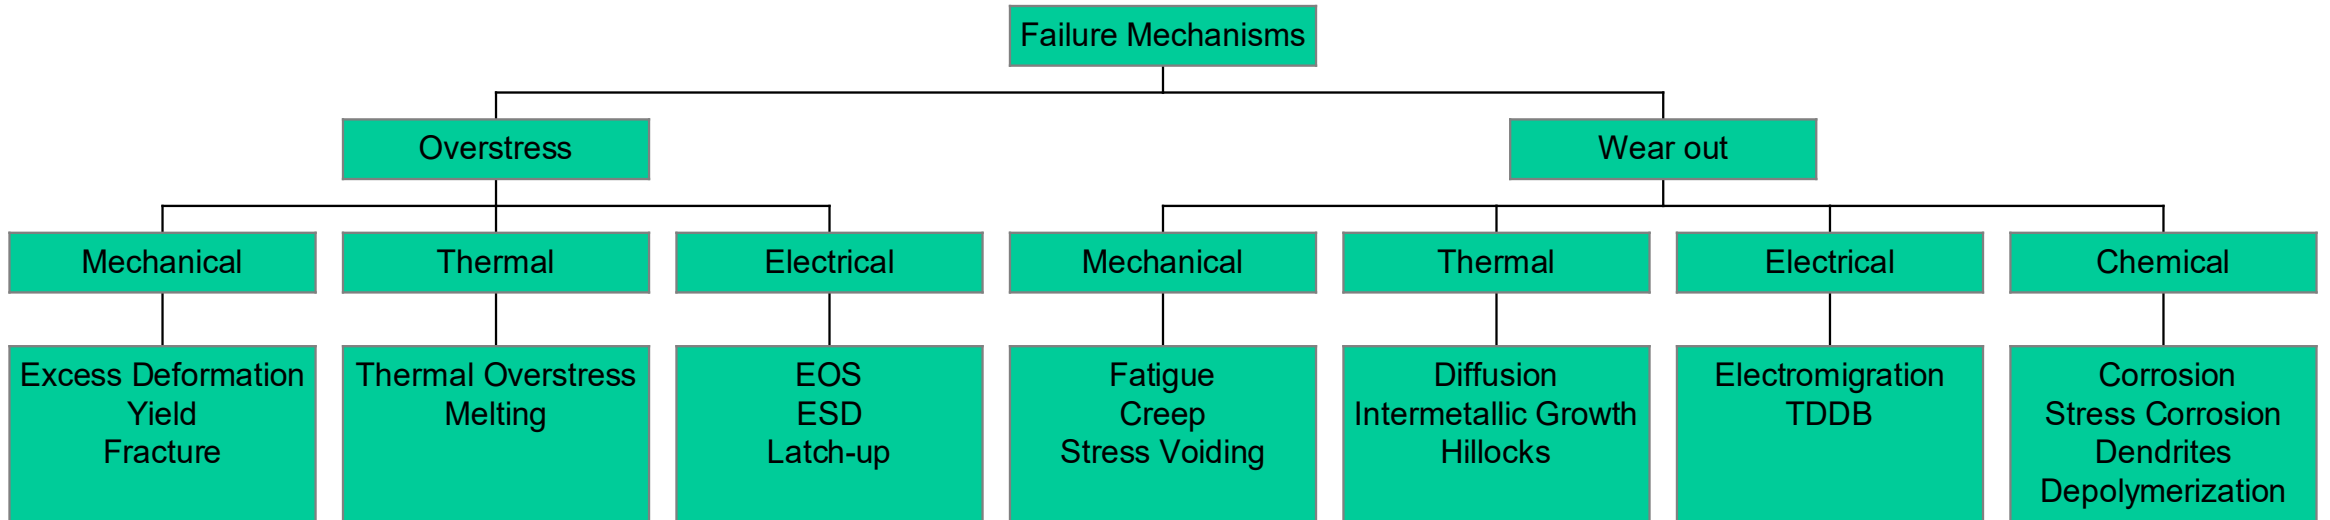 Failure Mechanisms
Overstress
Wear out
Mechanical
Thermal
Electrical
Mechanical
Thermal
Electrical
Chemical
Excess Deformation
Yield
Fracture
Thermal Overstress
Melting
EOS
ESD
Latch-up
Fatigue
Creep
Stress Voiding
Diffusion
Intermetallic Growth
Hillocks
Electromigration
TDDB
Corrosion
Stress Corrosion
Dendrites
Depolymerization